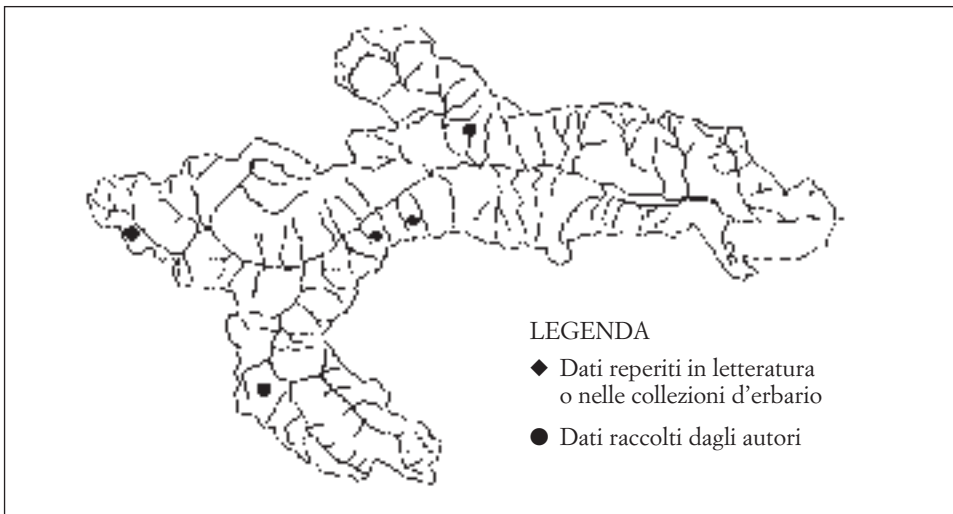 LEGENDA
◆ Dati reperiti in letteratura
o nelle collezioni d’erbario
● Dati raccolti dagli autori